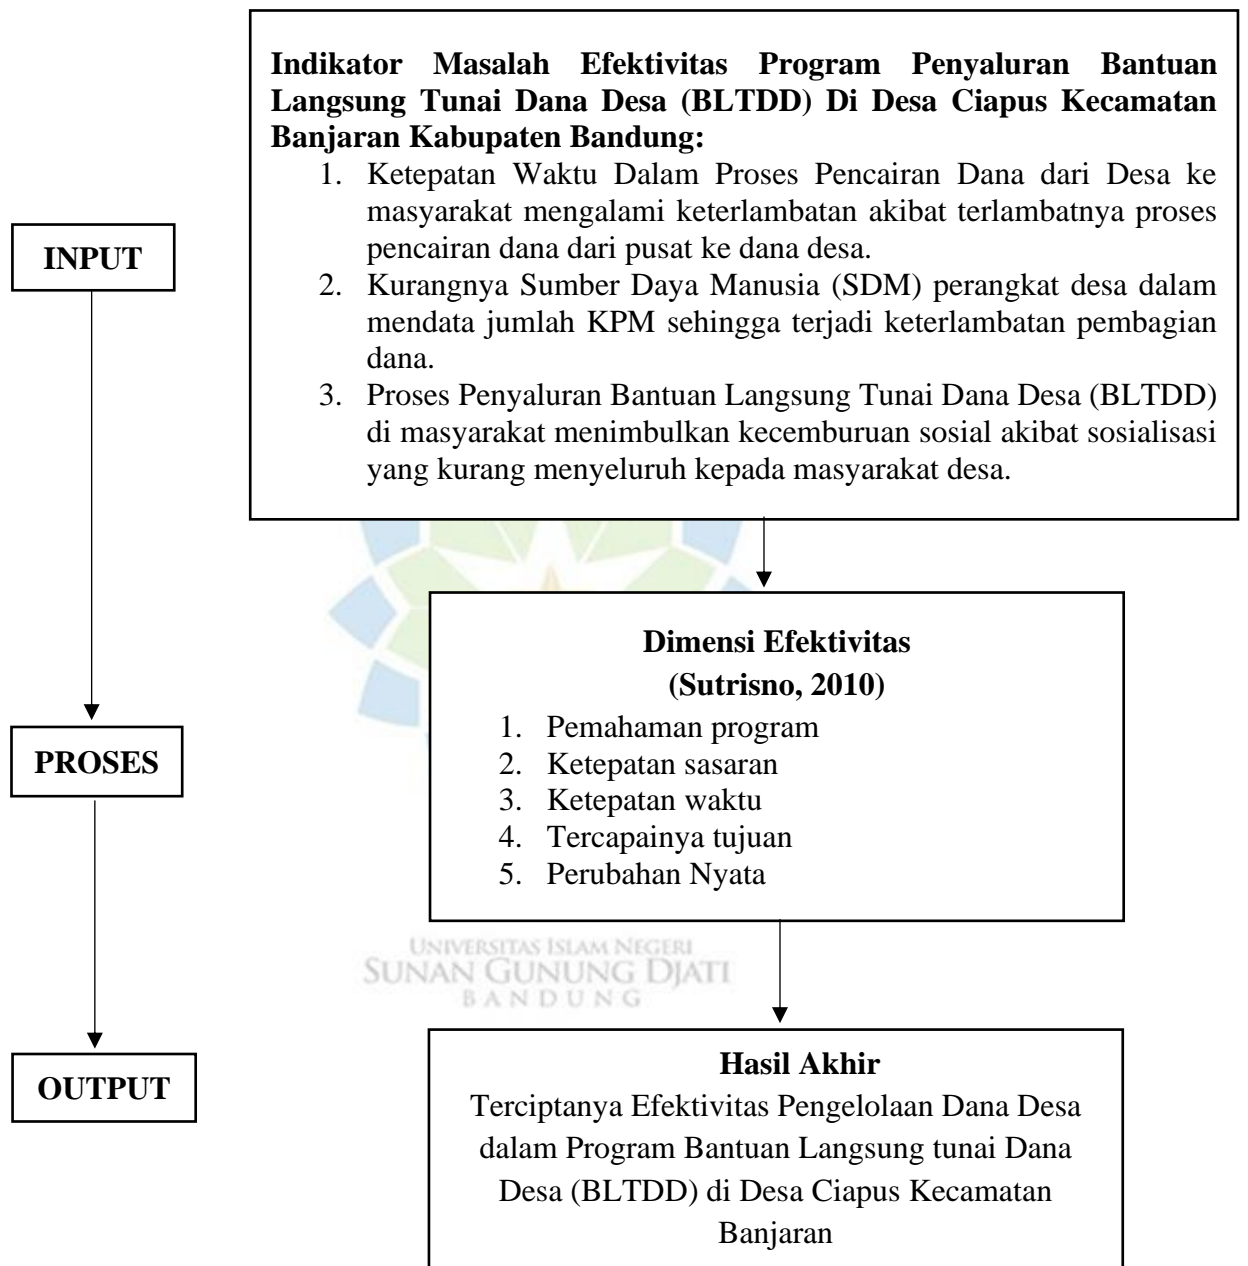 Indikator Masalah Efektivitas Program Penyaluran Bantuan
Langsung Tunai Dana Desa (BLTDD) Di Desa Ciapus Kecamatan
Banjaran Kabupaten Bandung:
1. Ketepatan Waktu Dalam Proses Pencairan Dana dari Desa ke
masyarakat mengalami keterlambatan akibat terlambatnya proses
pencairan dana dari pusat ke dana desa.
2. Kurangnya Sumber Daya Manusia (SDM) perangkat desa dalam
mendata jumlah KPM sehingga terjadi keterlambatan pembagian
dana.
3. Proses Penyaluran Bantuan Langsung Tunai Dana Desa (BLTDD)
di masyarakat menimbulkan kecemburuan sosial akibat sosialisasi
yang kurang menyeluruh kepada masyarakat desa.
INPUT
Dimensi Efektivitas
(Sutrisno, 2010)
1. Pemahaman program
2. Ketepatan sasaran
3. Ketepatan waktu
4. Tercapainya tujuan
5. Perubahan Nyata
PROSES
UNIVERSITAS ISLAM NEGERI
SUNAN GUNUNG DJATI
BANDUNG
OUTPUT
Hasil Akhir
Terciptanya Efektivitas Pengelolaan Dana Desa
dalam Program Bantuan Langsung tunai Dana
Desa (BLTDD) di Desa Ciapus Kecamatan
Banjaran